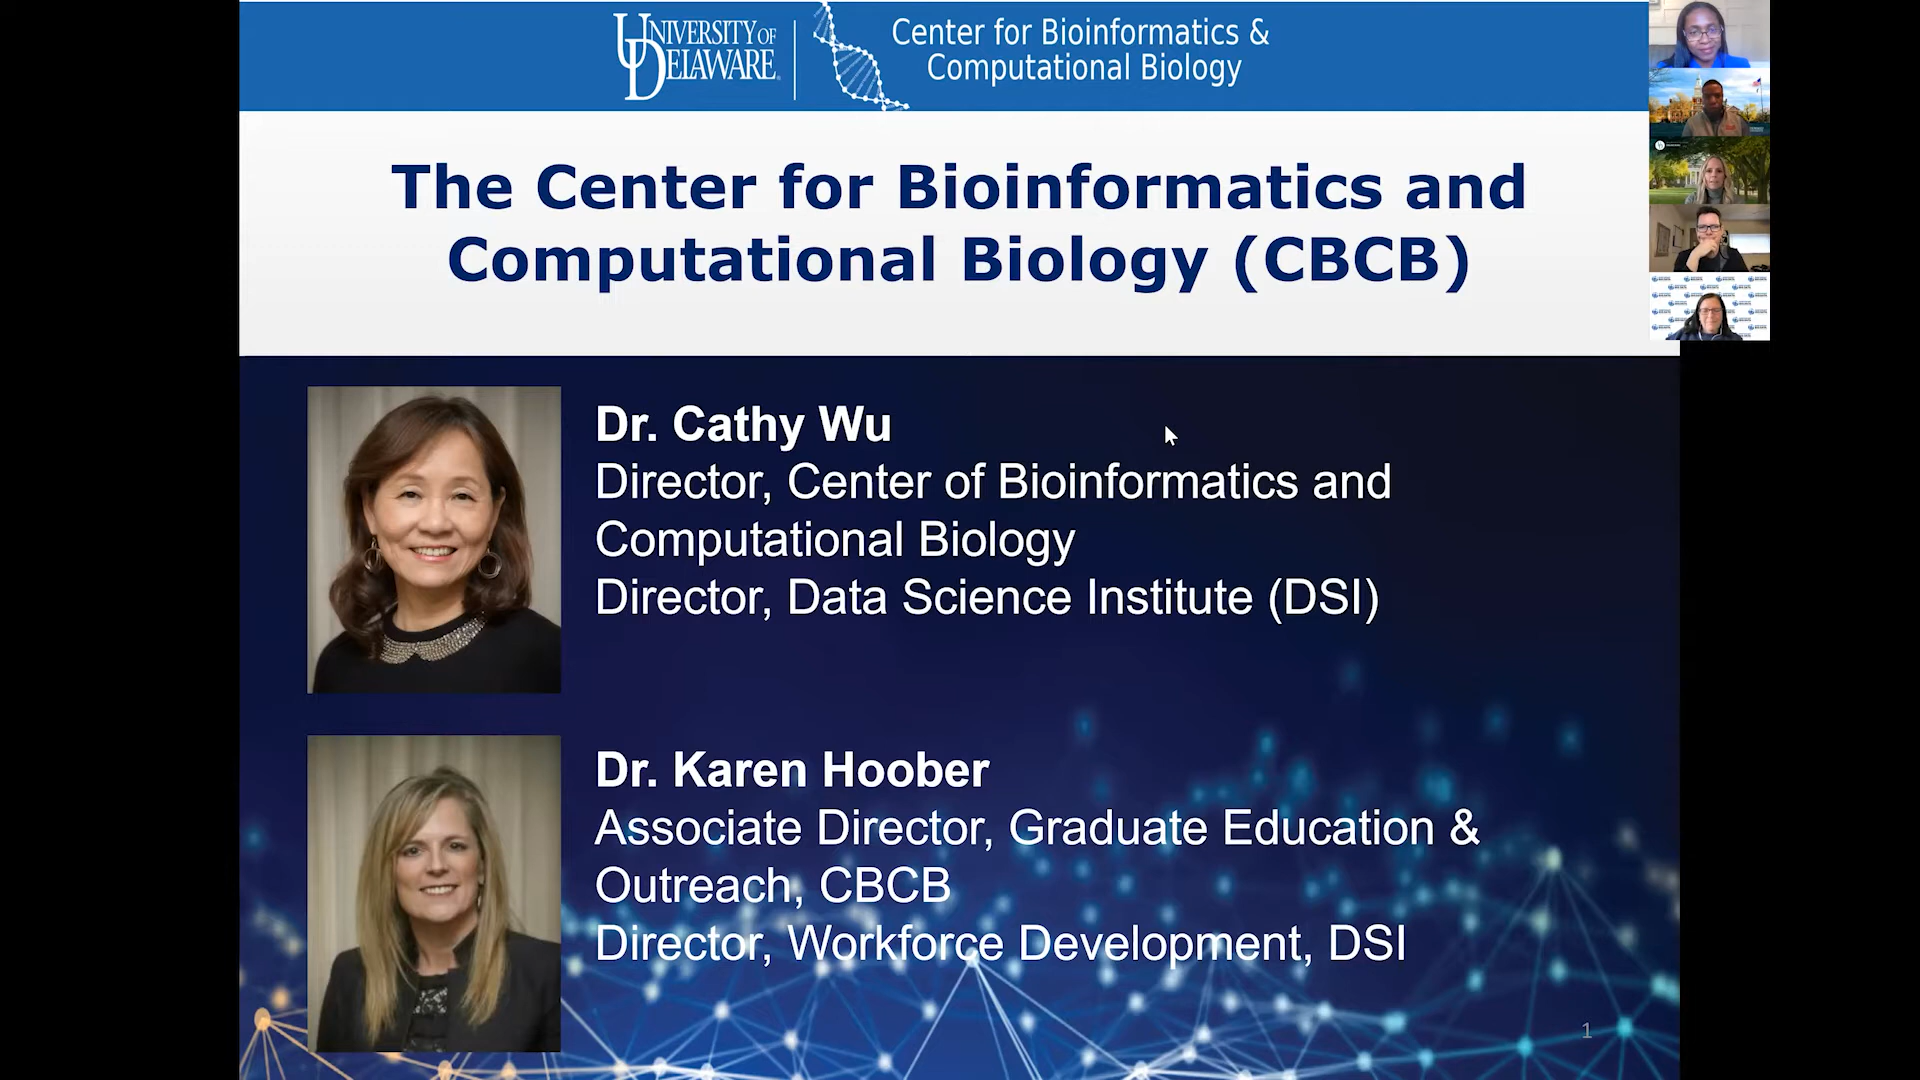 UNIVERSITY OF
DELAWARE
Center for Bioinformatics &
Computational Biology
The Center for Bioinformatics and
Computational Biology (CBCB)
Dr. Cathy Wu
Director, Center of Bioinformatics and
Computational Biology
Director, Data Science Institute (DSI)
Dr. Karen Hoober
Associate Director, Graduate Education &
Outreach, CBCB
Director, Workforce Development, DSI
1